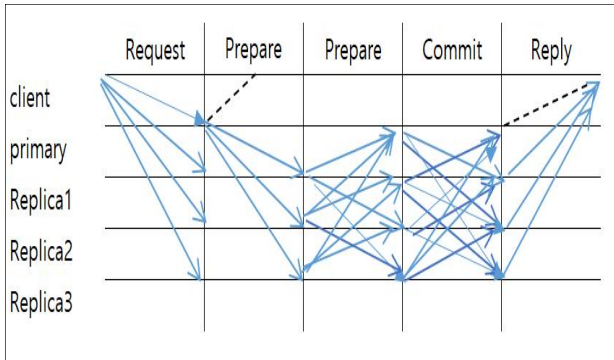 Request Prepare Prepare Commit Reply
client
primary
Replica1
Replica2
Replica3